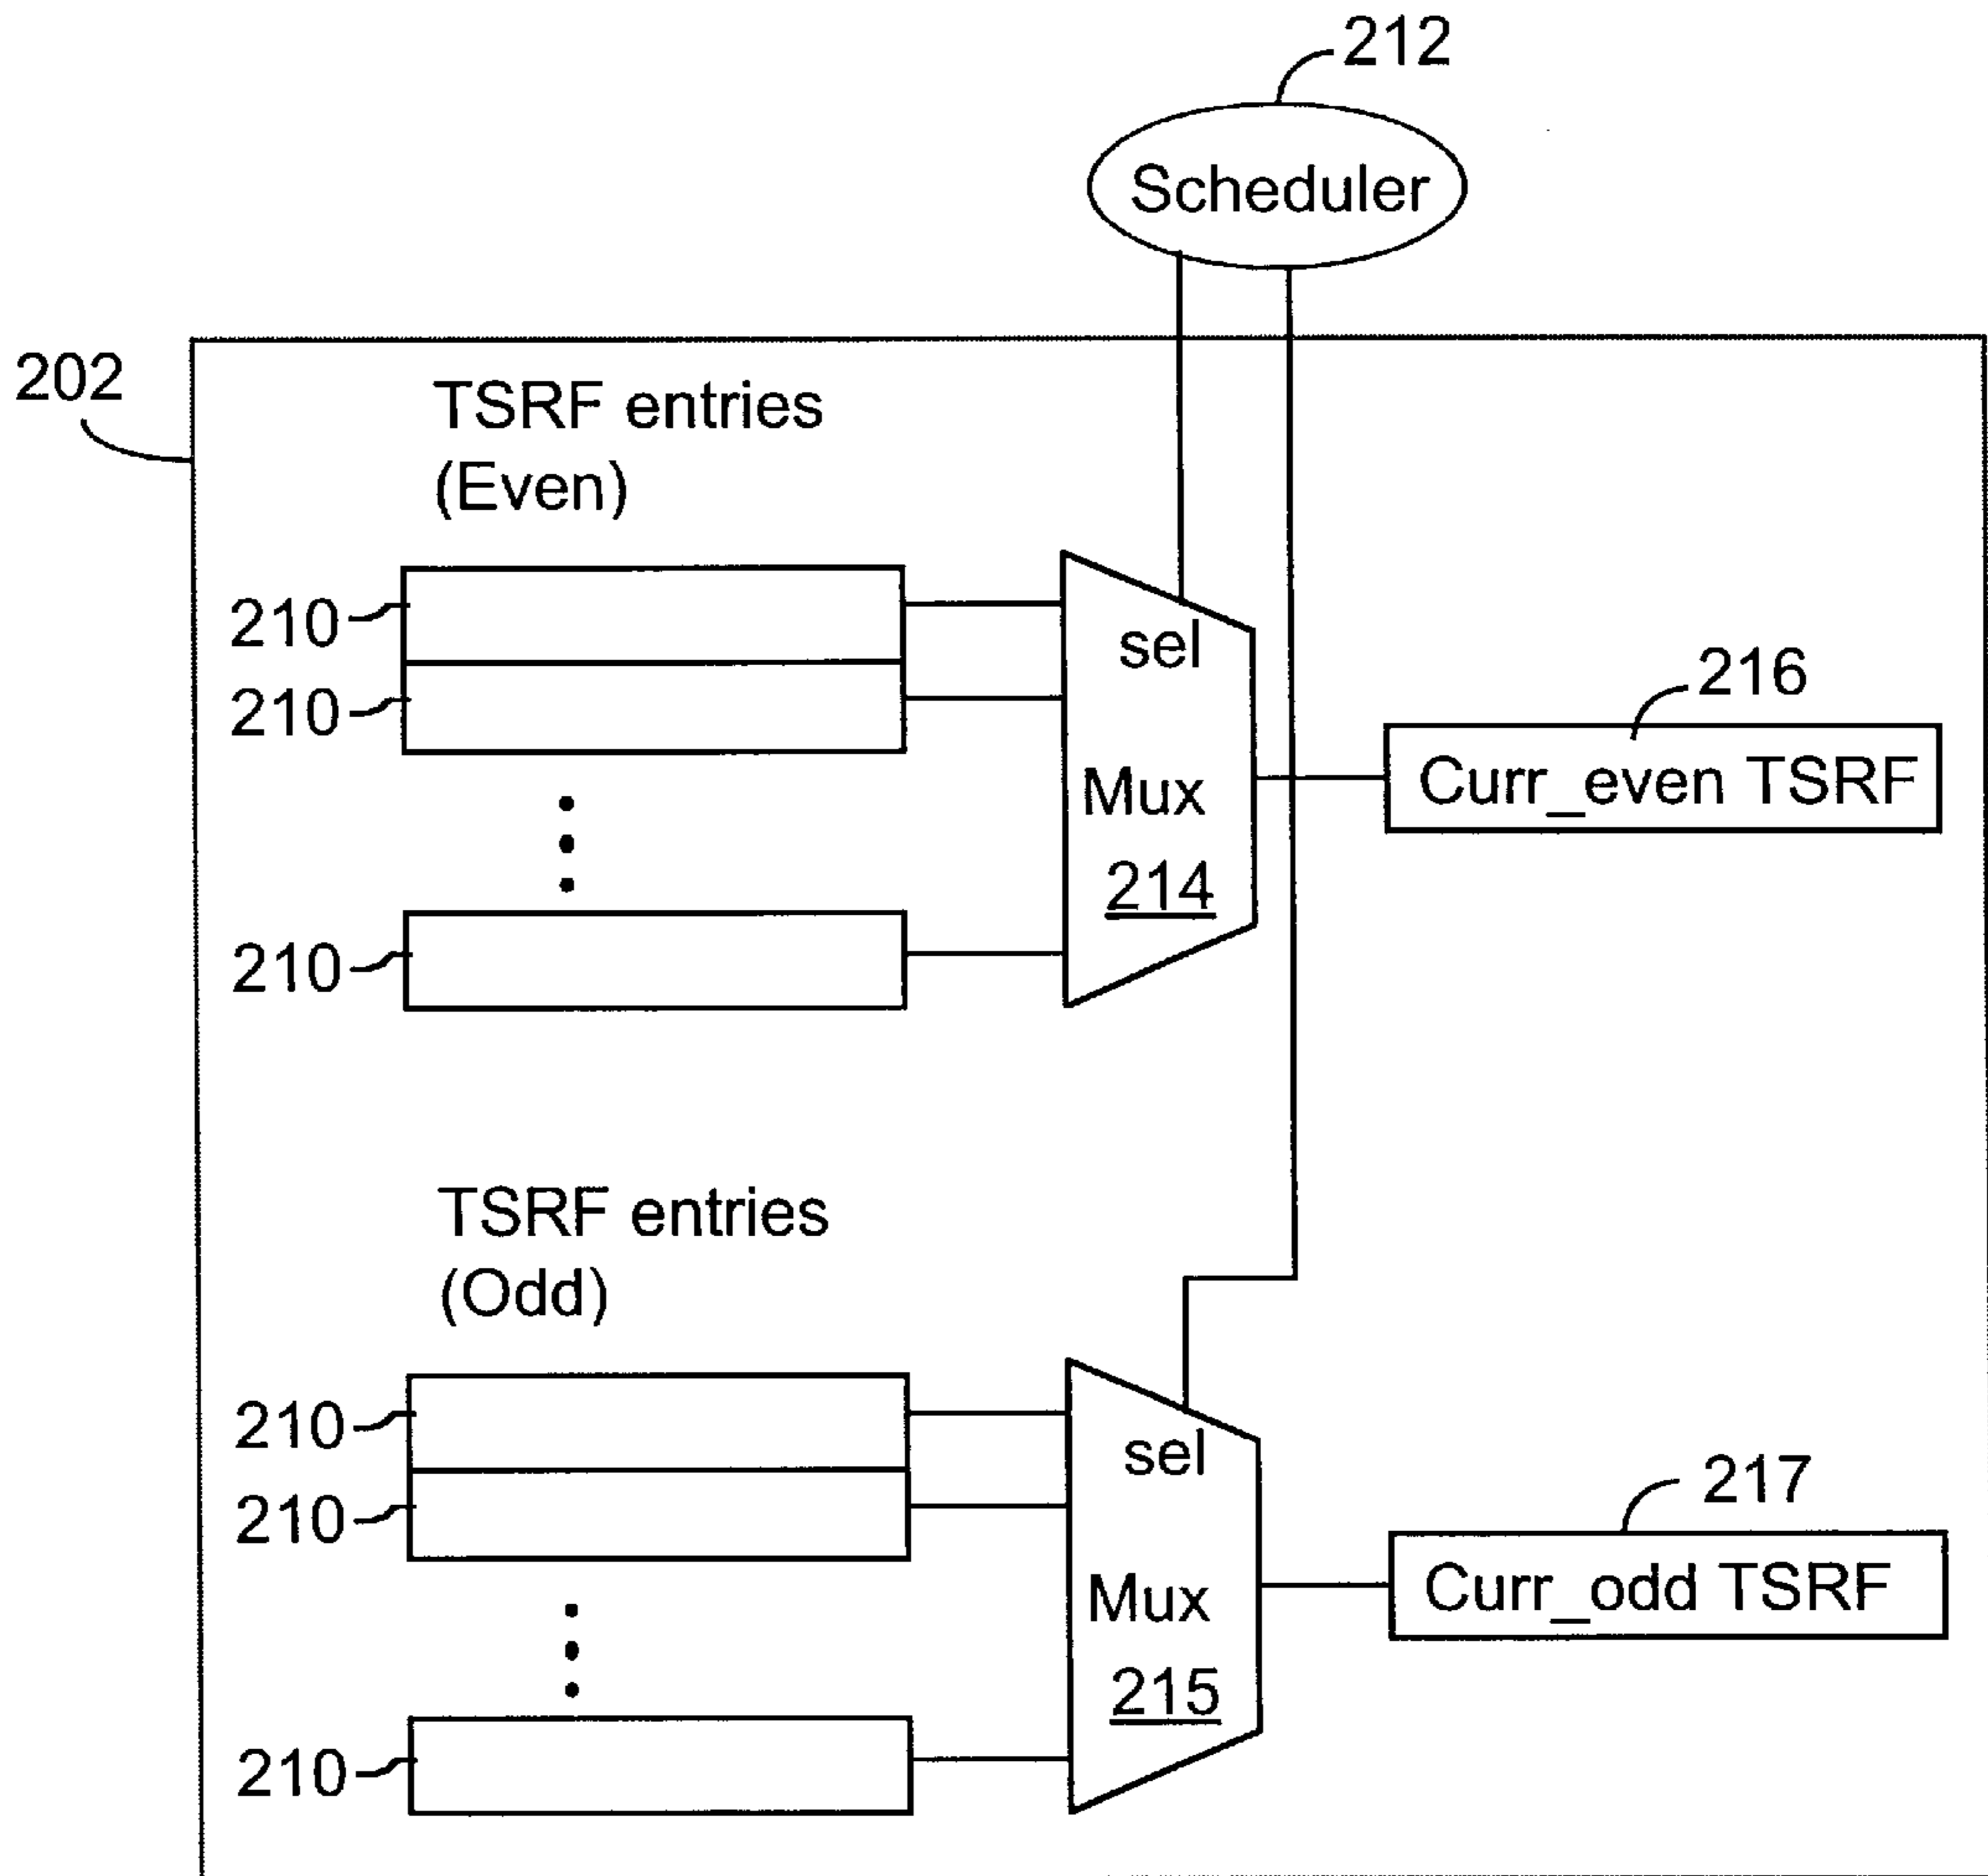 212
Scheduler
202
TSRF entries
(Even)
210
sel
210
216
Curr_even TSRF
Mux
214
210
TSRF entries
(Odd)
210
sel
210
217
Curr_odd TSRF
Mux
215
210